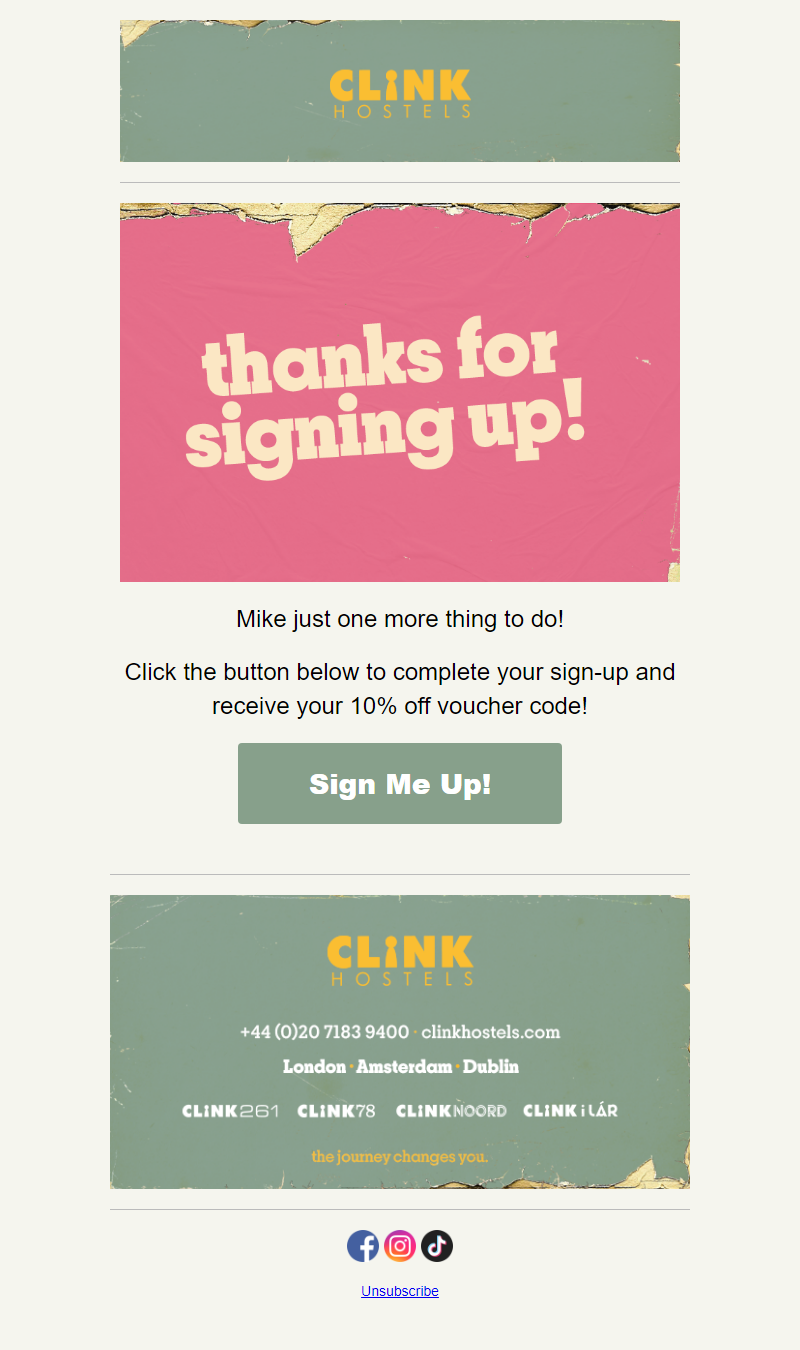 CLiNK
HOSTELS
thanks for
signing up!
Mike just one more thing to do!
Click the button below to complete your sign-up and
receive your 10% off voucher code!
Sign Me Up!
CLiNK
HOSTELS
+44 (0)20 7183 9400 · clinkhostels.com
London · Amsterdam · Dublin
CLiNK261 CLiNK78 CLiNKNOORD CLiNK i LÁR
the journey changes you.
Unsubscribe